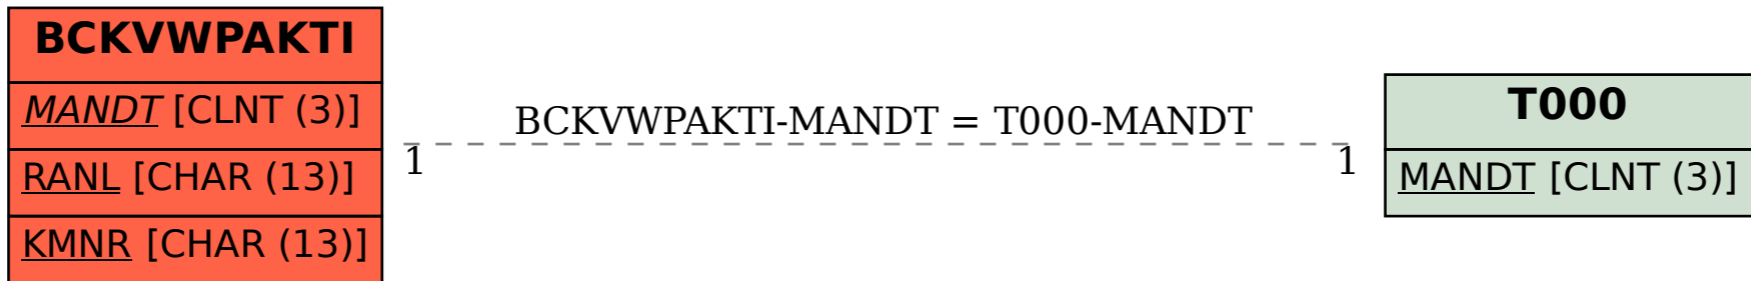 BCKVWPAKTI
MANDT [CLNT (3)]
RANL [CHAR (13)]
KMNR [CHAR (13)]
BCKVWPAKTI-MANDT = T000-MANDT
1
1
T000
MANDT [CLNT (3)]